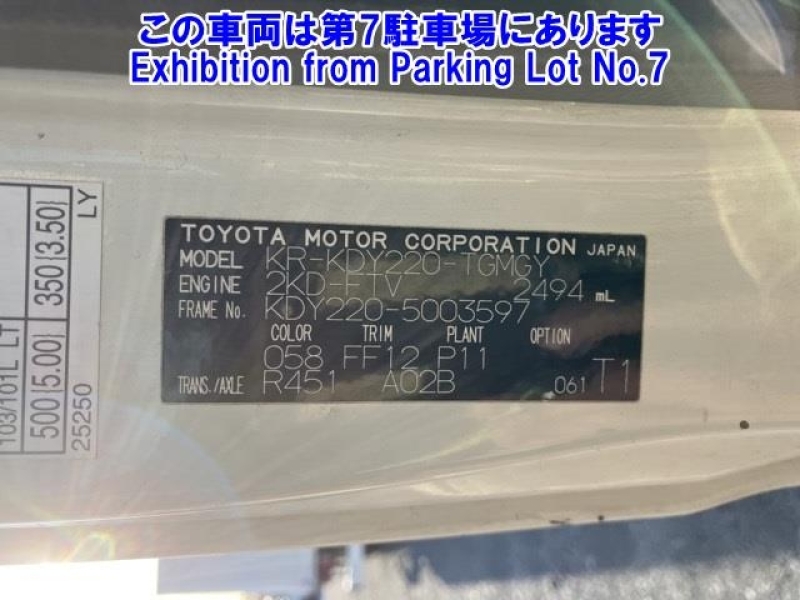 この車両は第7駐車場にあります
Exhibition from Parking Lot No.7
TOYOTA MOTOR CORPORATION JAPAN
MODEL KR-KDY220-TGMGY
ENGINE 2KD-FTV 2494 mL
FRAME No. KDY220-5003597
COLOR TRIM PLANT OPTION
058 FF12 P11
TRANS./AXLE R451 A02B 061 T1
103/101L LT
500(5.00) 350(3.50)
25250 LY